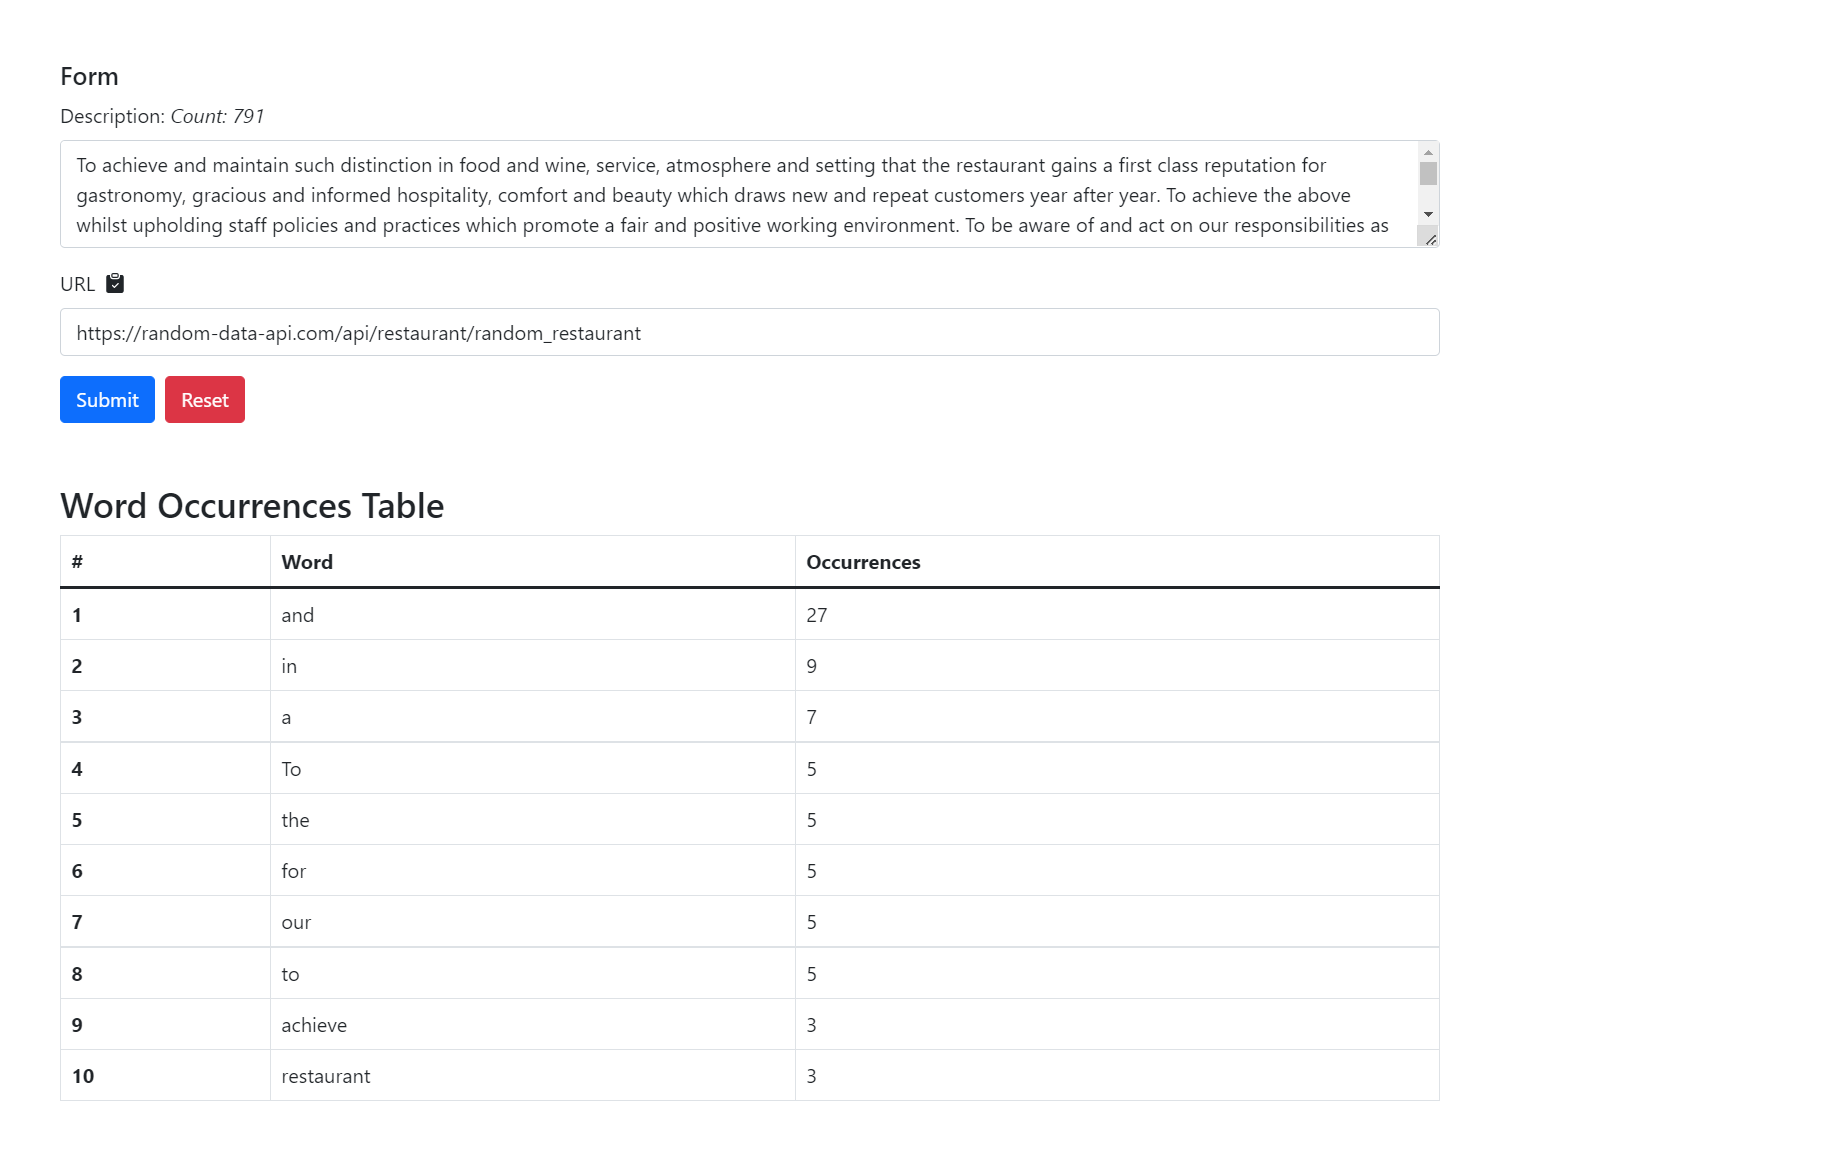 Form
Description: Count: 791
To achieve and maintain such distinction in food and wine, service, atmosphere and setting that the restaurant gains a first class reputation for
gastronomy, gracious and informed hospitality, comfort and beauty which draws new and repeat customers year after year. To achieve the above
whilst upholding staff policies and practices which promote a fair and positive working environment. To be aware of and act on our responsibilities as
URL
https://random-data-api.com/api/restaurant/random_restaurant
Submit Reset
Word Occurrences Table
# Word Occurrences
1 and 27
2 in 9
3 a 7
4 To 5
5 the 5
6 for 5
7 our 5
8 to 5
9 achieve 3
10 restaurant 3